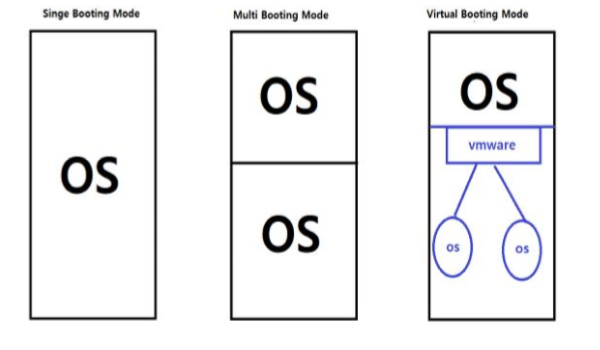 Singe Booting Mode
OS
Multi Booting Mode
OS
OS
Virtual Booting Mode
OS
vmware
os
os